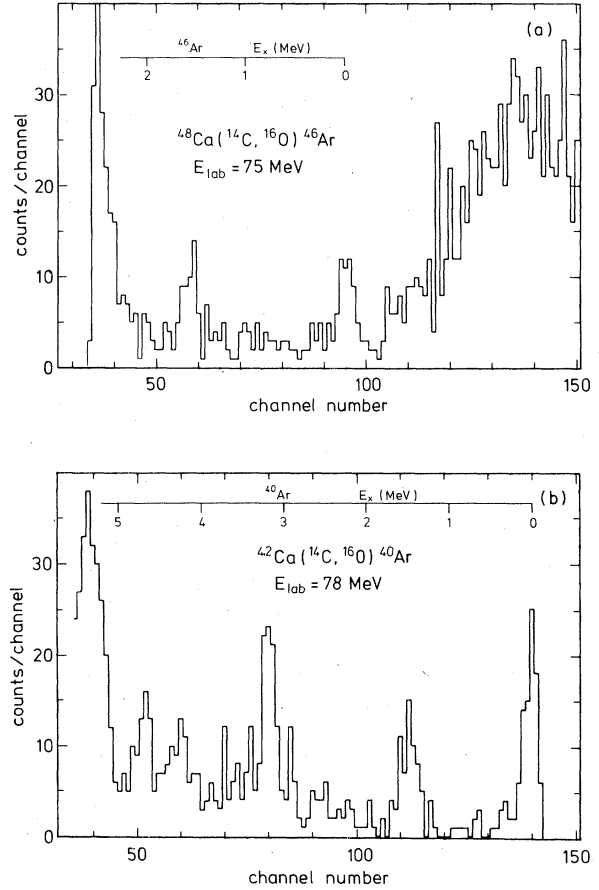 (a)
⁴⁶Ar Eₓ (MeV)
2 1 0
⁴⁸Ca(¹⁴C, ¹⁶O) ⁴⁶Ar
E_lab = 75 MeV
counts/channel
30
20
10
0
50 100 150
channel number
(b)
⁴⁰Ar Eₓ (MeV)
5 4 3 2 1 0
⁴²Ca(¹⁴C, ¹⁶O) ⁴⁰Ar
E_lab = 78 MeV
counts/channel
30
20
10
0
50 100 150
channel number